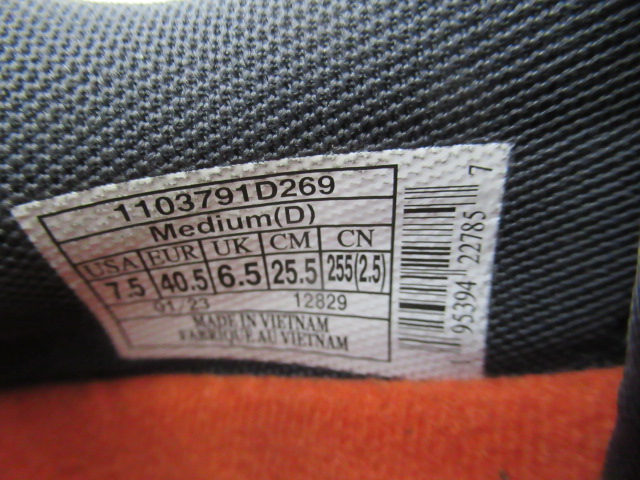 1103791D269
Medium(D)
USA EUR UK CM CN
7.5 40.5 6.5 25.5 255(2.5)
01/23 12829
MADE IN VIETNAM
FABRIQUE AU VIETNAM
95394 22785 7